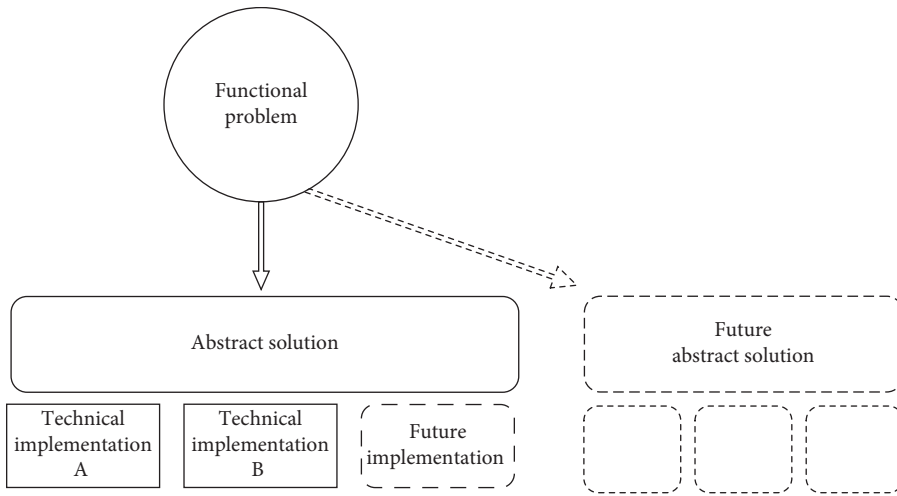 Functional
problem
Abstract solution
Future
abstract solution
Technical
implementation
A
Technical
implementation
B
Future
implementation